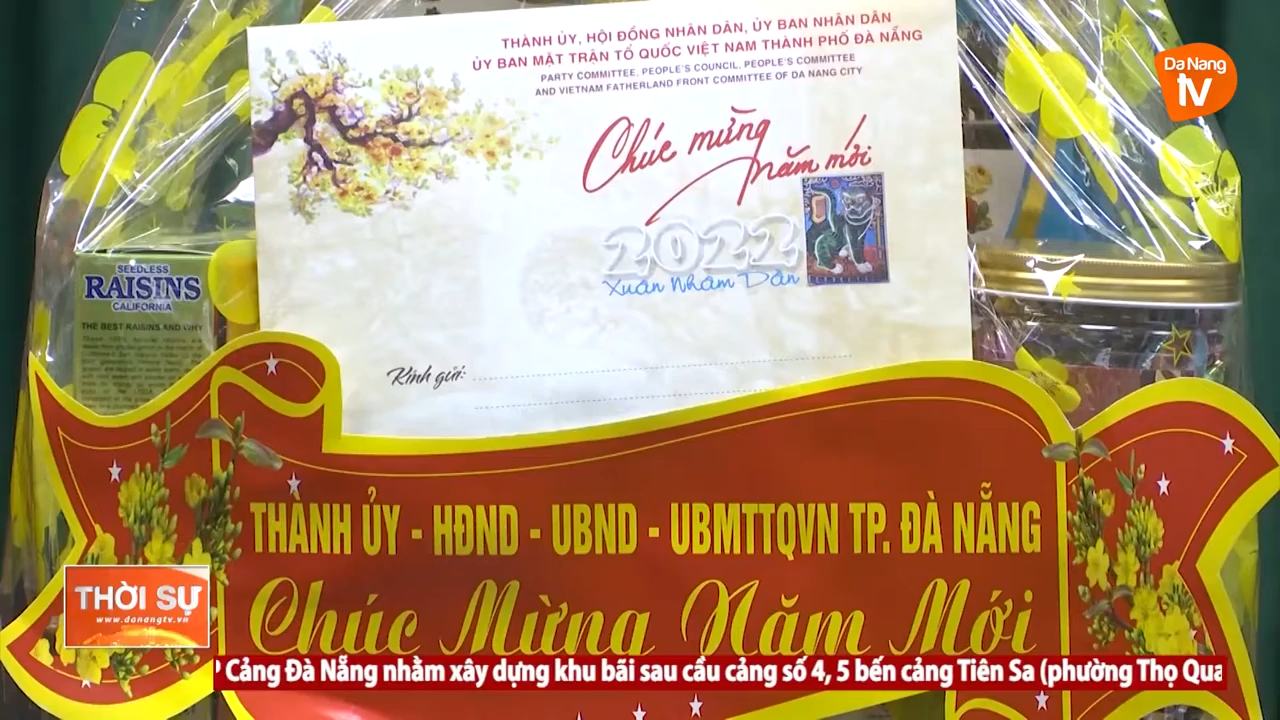 THÀNH ỦY, HỘI ĐỒNG NHÂN DÂN, ỦY BAN NHÂN DÂN
ỦY BAN MẶT TRẬN TỔ QUỐC VIỆT NAM THÀNH PHỐ ĐÀ NẴNG
PARTY COMMITTEE, PEOPLE'S COUNCIL, PEOPLE'S COMMITTEE
AND VIETNAM FATHERLAND FRONT COMMITTEE OF DA NANG CITY
Da Nang
tv
Chúc mừng
năm mới
2022
Xuân Nhâm Dần
SEEDLESS
RAISINS
CALIFORNIA
THE BEST RAISINS AND WHY
Kính gửi:
THÀNH ỦY - HĐND - UBND - UBMTTQVN TP. ĐÀ NẴNG
Chúc Mừng Năm Mới
THỜI SỰ
www.danangtv.vn
P Cảng Đà Nẵng nhằm xây dựng khu bãi sau cầu cảng số 4, 5 bến cảng Tiên Sa (phường Thọ Qua